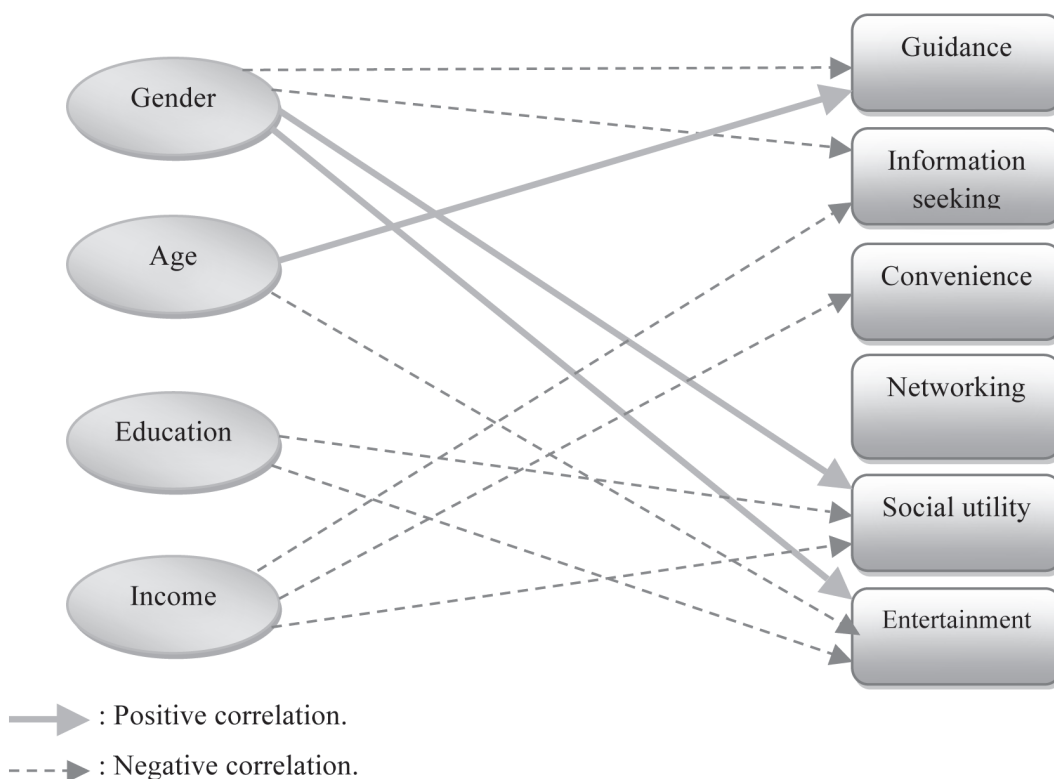 Gender
Age
Education
Income
Guidance
Information
seeking
Convenience
Networking
Social utility
Entertainment
: Positive correlation.
: Negative correlation.